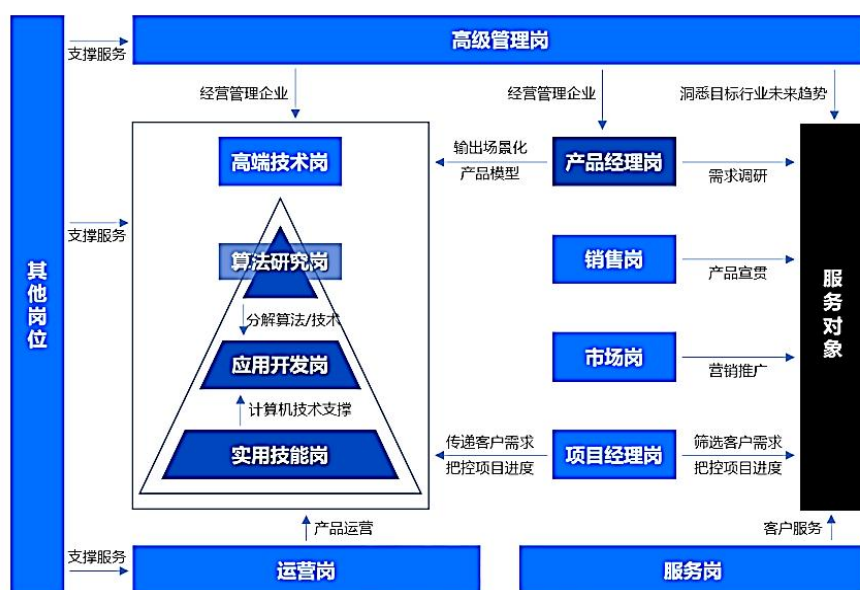 高级管理岗
支撑服务
经营管理企业
经营管理企业
洞悉目标行业未来趋势
高端技术岗
输出场景化
产品模型
产品经理岗
需求调研
支撑服务
算法研究岗
销售岗
产品宣贯
其他岗位
服务对象
分解算法/技术
应用开发岗
市场岗
营销推广
计算机技术支撑
实用技能岗
传递客户需求
把控项目进度
项目经理岗
筛选客户需求
把控项目进度
产品运营
客户服务
支撑服务
运营岗
服务岗